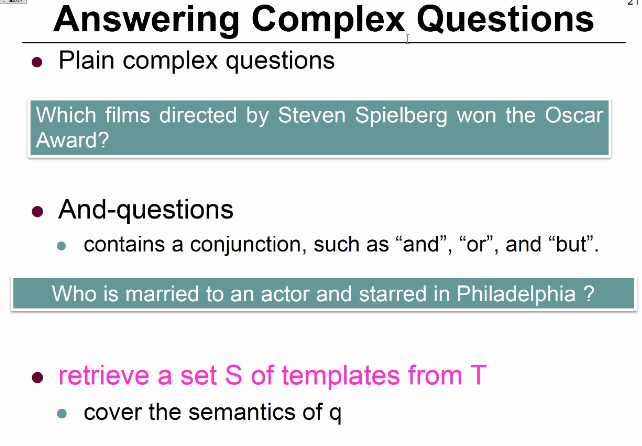 21
Answering Complex Questions
Plain complex questions
Which films directed by Steven Spielberg won the Oscar
Award?
And-questions
contains a conjunction, such as “and”, “or”, and “but”.
Who is married to an actor and starred in Philadelphia ?
retrieve a set S of templates from T
cover the semantics of q